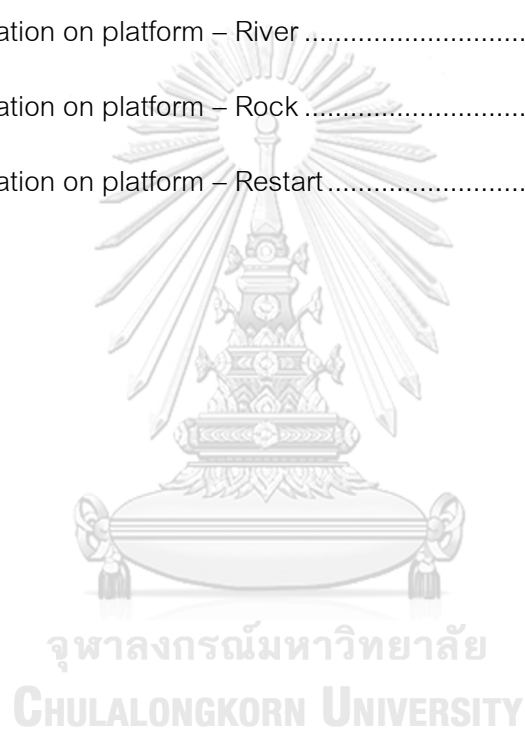 ation on platform – River ..............................
ation on platform – Rock ..............................
ation on platform – Restart ...........................
จุฬาลงกรณ์มหาวิทยาลัย
CHULALONGKORN UNIVERSITY